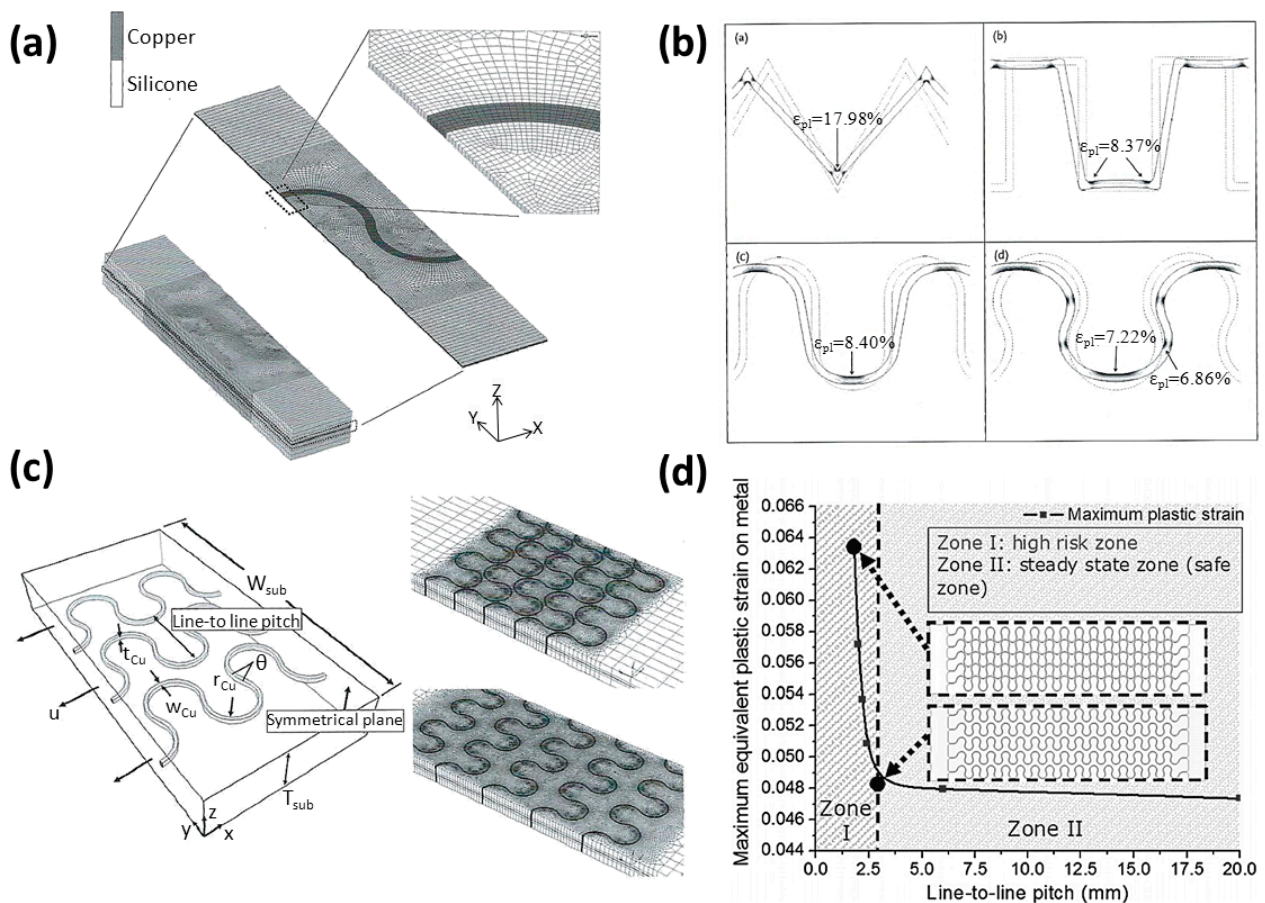 (a)
Copper
Silicone
Z
Y
X
(b)
(a)
εpl=17.98%
(b)
εpl=8.37%
(c)
εpl=8.40%
(d)
εpl=7.22%
εpl=6.86%
(c)
Wsub
Line-to line pitch
tCu
θ
rCu
wCu
u
Symmetrical plane
Tsub
z
y
x
(d)
Maximum equivalent plastic strain on metal
0.066
0.064
0.062
0.060
0.058
0.056
0.054
0.052
0.050
0.048
0.046
0.044
Maximum plastic strain
Zone I: high risk zone
Zone II: steady state zone (safe
zone)
Zone
I
Zone II
0.0 2.5 5.0 7.5 10.0 12.5 15.0 17.5 20.0
Line-to-line pitch (mm)